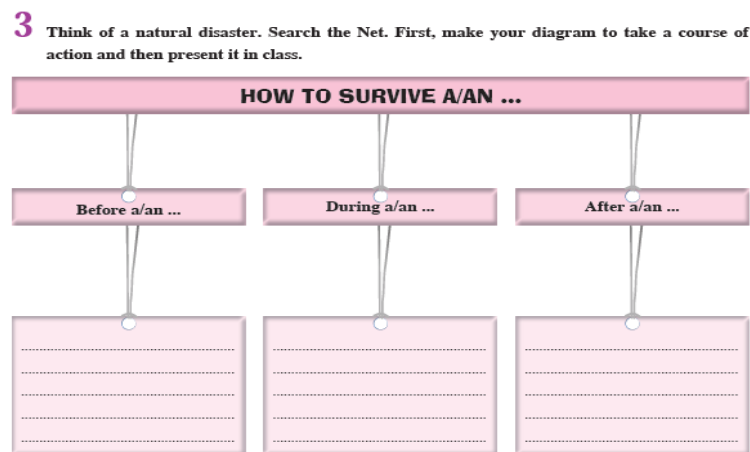 3 Think of a natural disaster. Search the Net. First, make your diagram to take a course of
action and then present it in class.
HOW TO SURVIVE A/AN ...
Before a/an ...
During a/an ...
After a/an ...